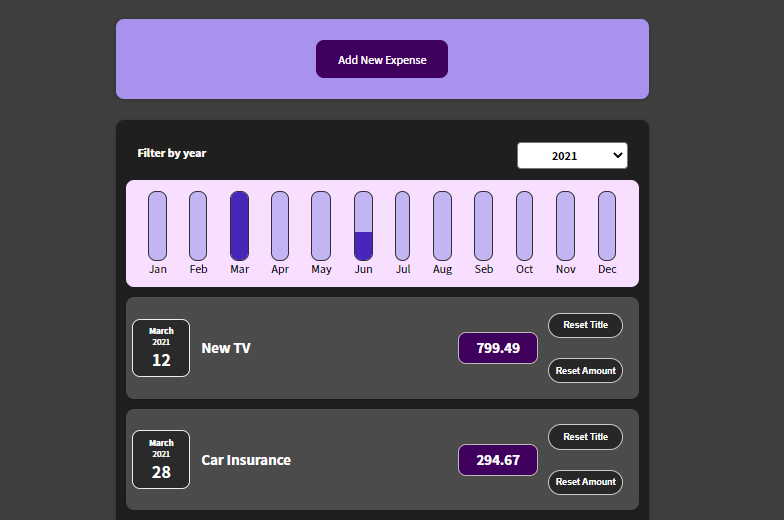 Add New Expense
Filter by year
2021
Jan Feb Mar Apr May Jun Jul Aug Seb Oct Nov Dec
March
2021
12
New TV
799.49
Reset Title
Reset Amount
March
2021
28
Car Insurance
294.67
Reset Title
Reset Amount